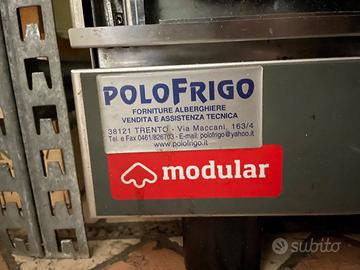 POLOFRIGO
FORNITURE ALBERGHIERE
VENDITA E ASSISTENZA TECNICA
38121 TRENTO - Via Maccani, 163/4
Tel. e Fax 0461/826703 - E-mail: polofrigo@yahoo.it
www.polofrigo.it
modular
subito